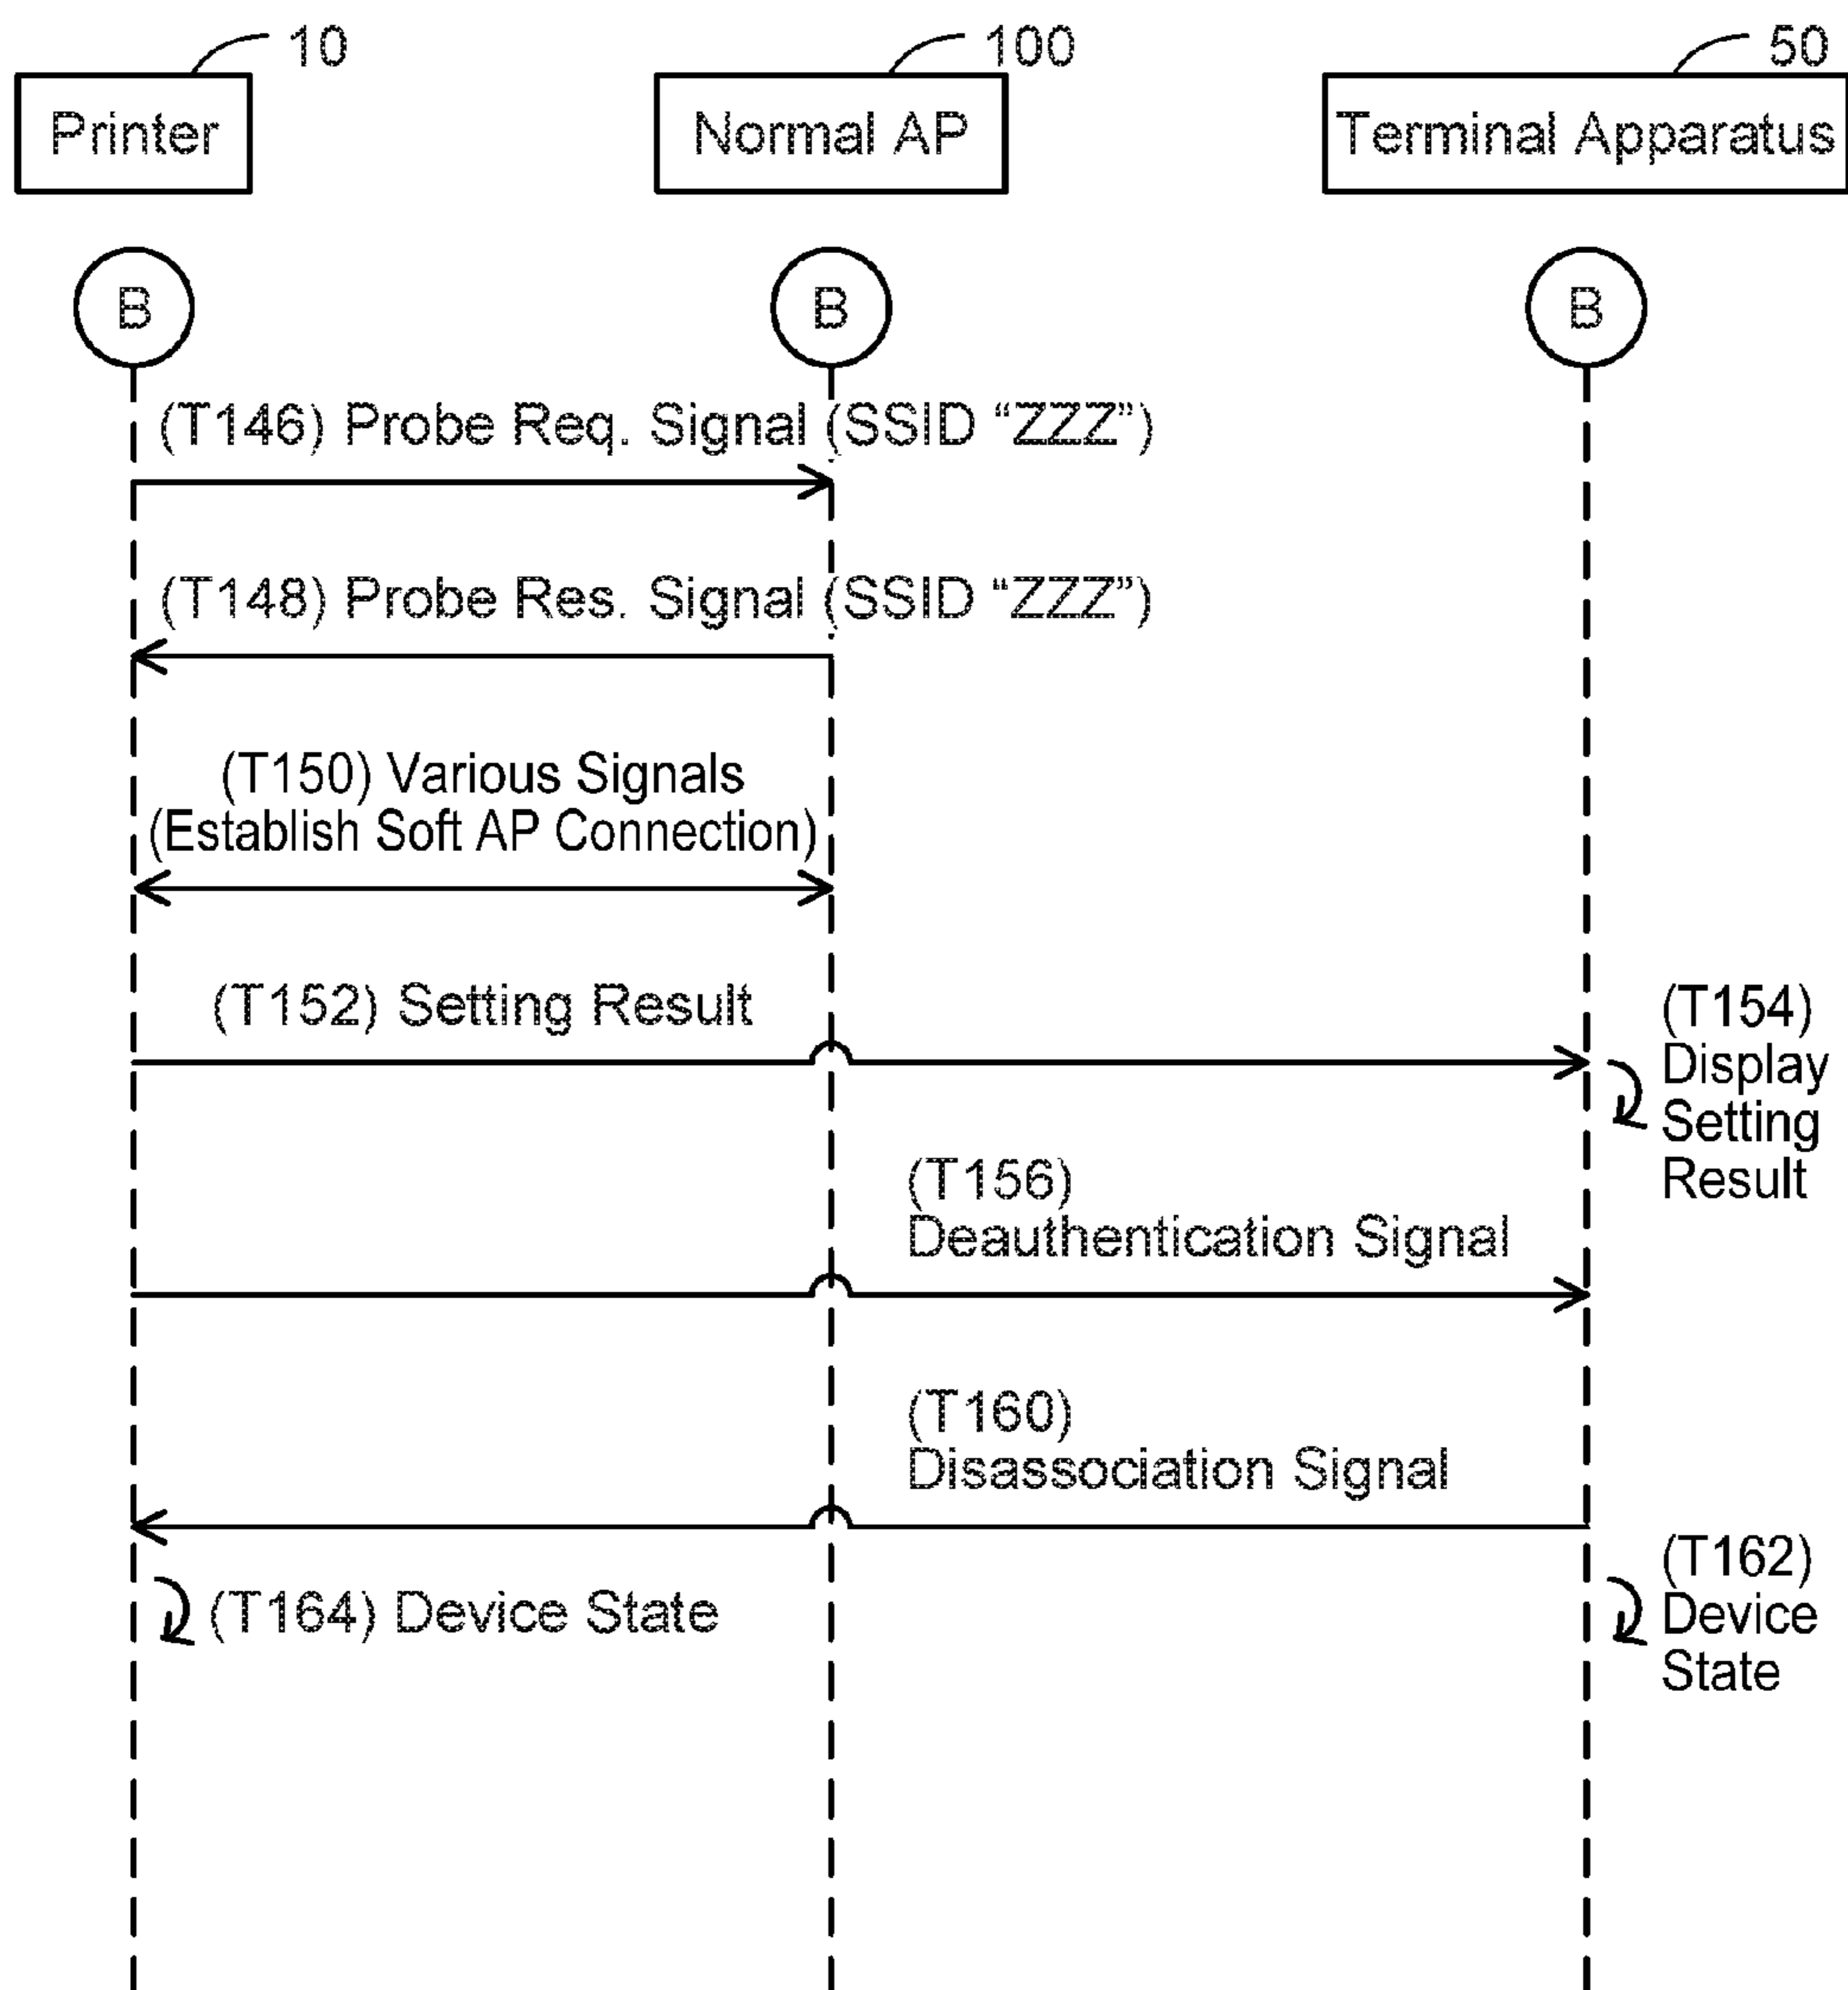 10
100
50
Printer
Normal AP
Terminal Apparatus
B
B
B
(T146) Probe Req. Signal (SSID “ZZZ”)
(T148) Probe Res. Signal (SSID “ZZZ”)
(T150) Various Signals
(Establish Soft AP Connection)
(T152) Setting Result
(T154)
Display
Setting
Result
(T156)
Deauthentication Signal
(T160)
Disassociation Signal
(T162)
Device
State
(T164) Device State